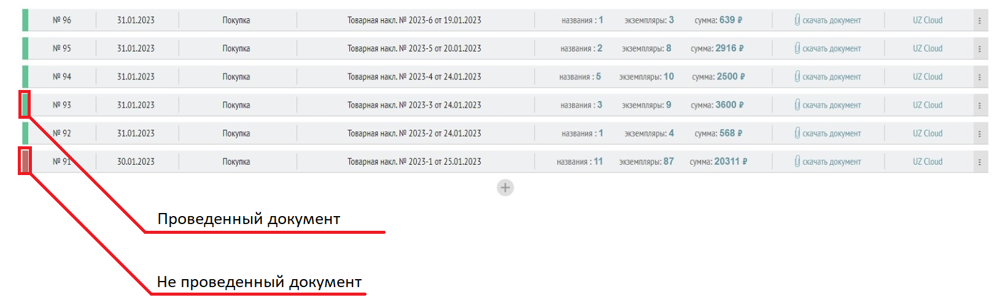 № 96 31.01.2023 Покупка Товарная накл. № 2023-6 от 19.01.2023 названия : 1 экземпляры: 3 сумма: 639 ₽ скачать документ UZ Cloud
№ 95 31.01.2023 Покупка Товарная накл. № 2023-5 от 20.01.2023 названия : 2 экземпляры: 8 сумма: 2916 ₽ скачать документ UZ Cloud
№ 94 31.01.2023 Покупка Товарная накл. № 2023-4 от 24.01.2023 названия : 5 экземпляры: 10 сумма: 2500 ₽ скачать документ UZ Cloud
№ 93 31.01.2023 Покупка Товарная накл. № 2023-3 от 24.01.2023 названия : 3 экземпляры: 9 сумма: 3600 ₽ скачать документ UZ Cloud
№ 92 31.01.2023 Покупка Товарная накл. № 2023-2 от 24.01.2023 названия : 1 экземпляры: 4 сумма: 568 ₽ скачать документ UZ Cloud
№ 91 30.01.2023 Покупка Товарная накл. № 2023-1 от 25.01.2023 названия : 11 экземпляры: 87 сумма: 20311 ₽ скачать документ UZ Cloud
Проведенный документ
Не проведенный документ